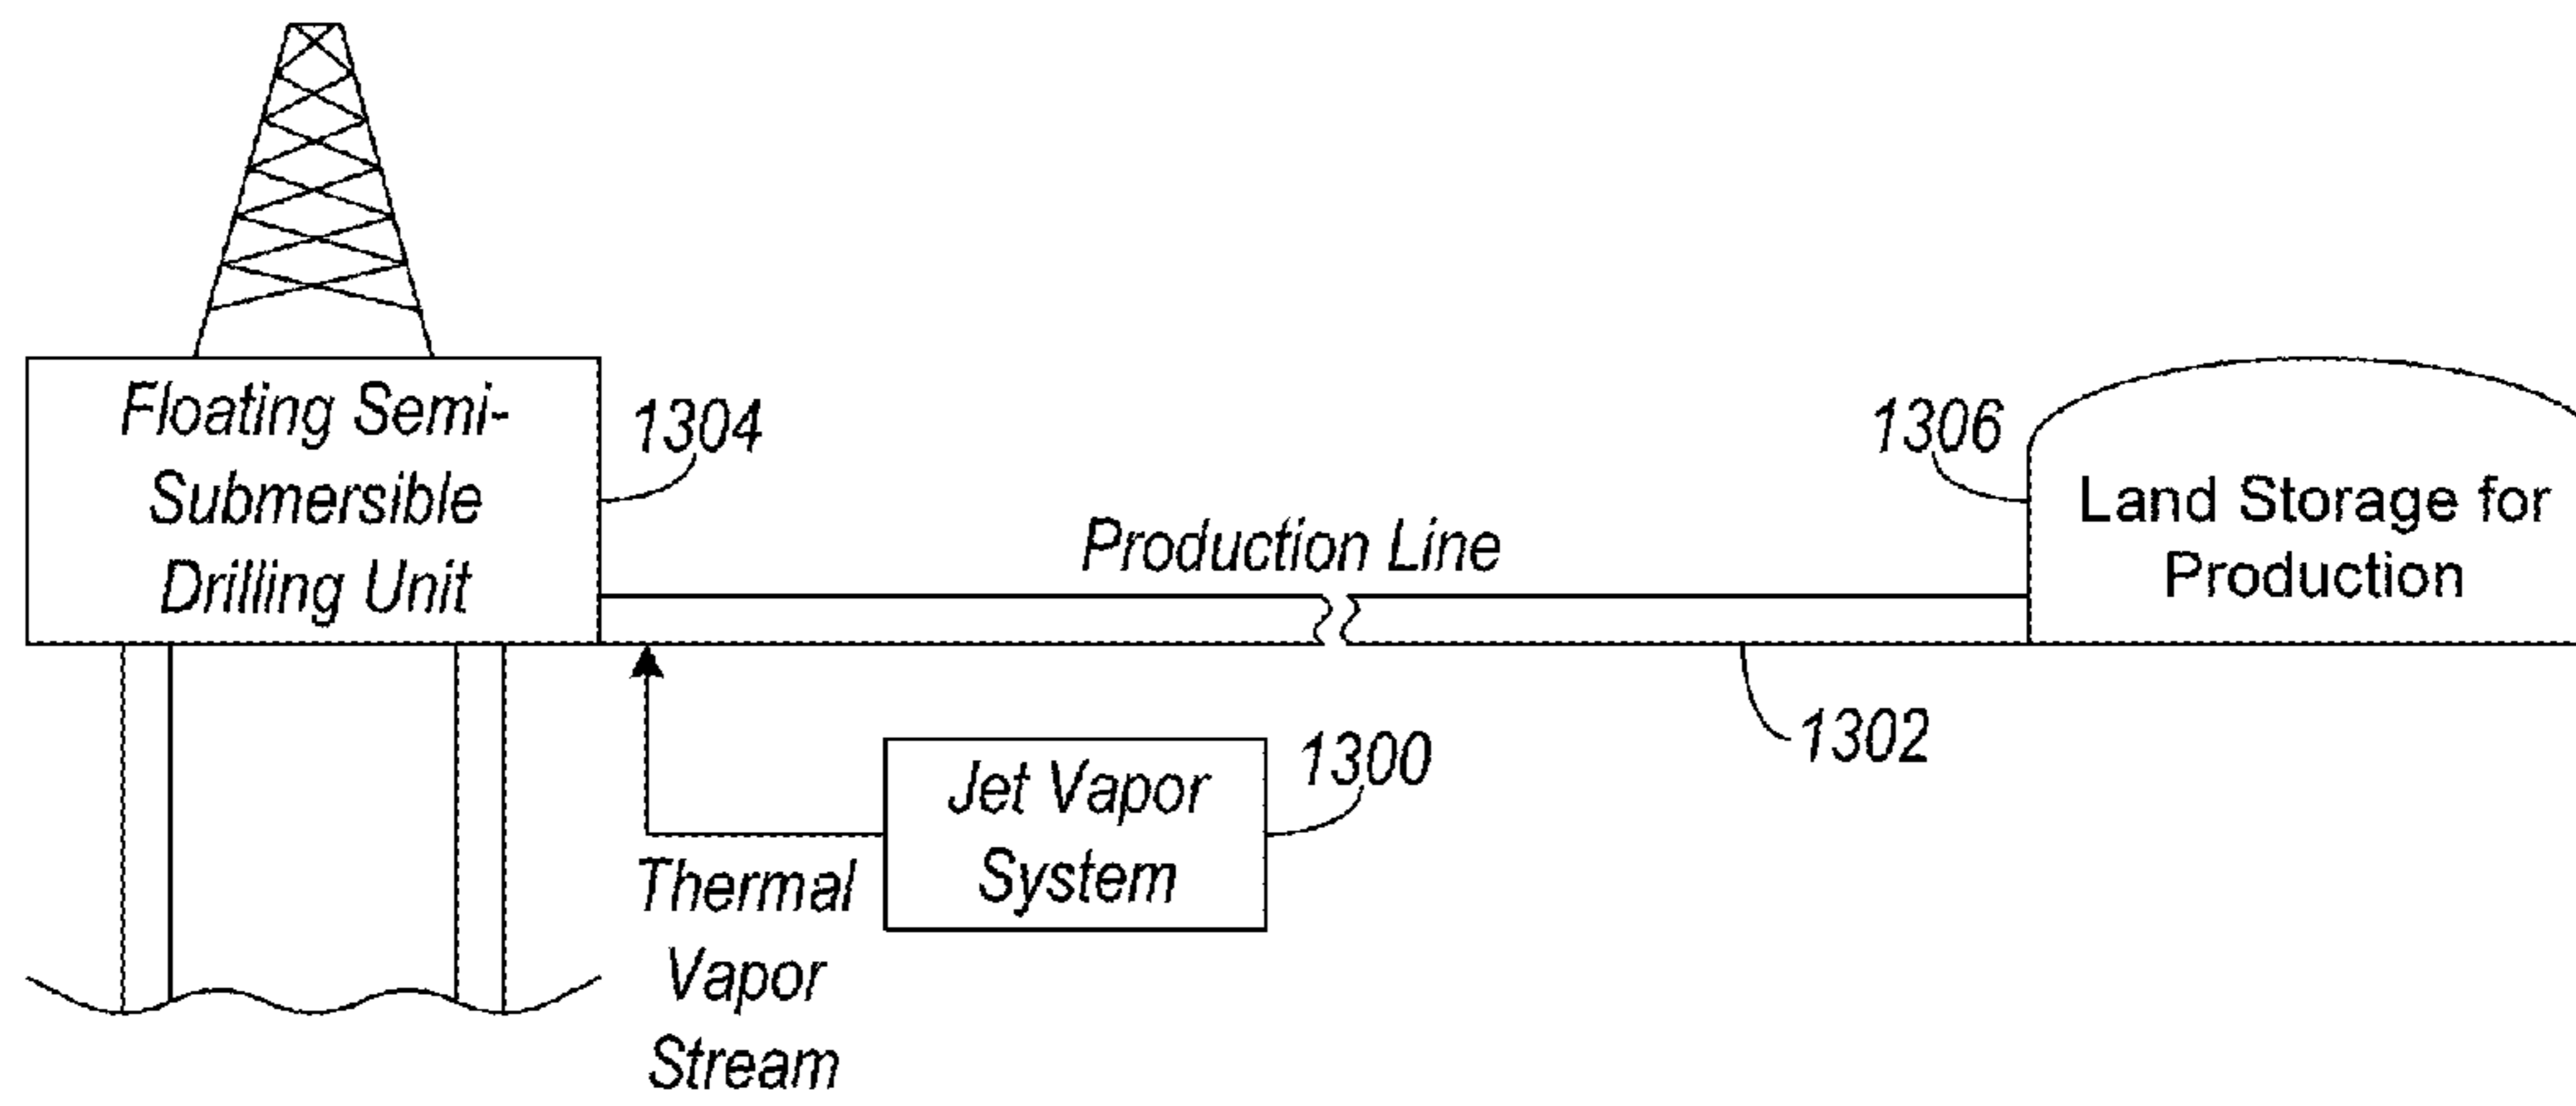 Floating Semi-
Submersible
Drilling Unit
1304
Production Line
1306
Land Storage for
Production
1302
Jet Vapor
System
1300
Thermal
Vapor
Stream